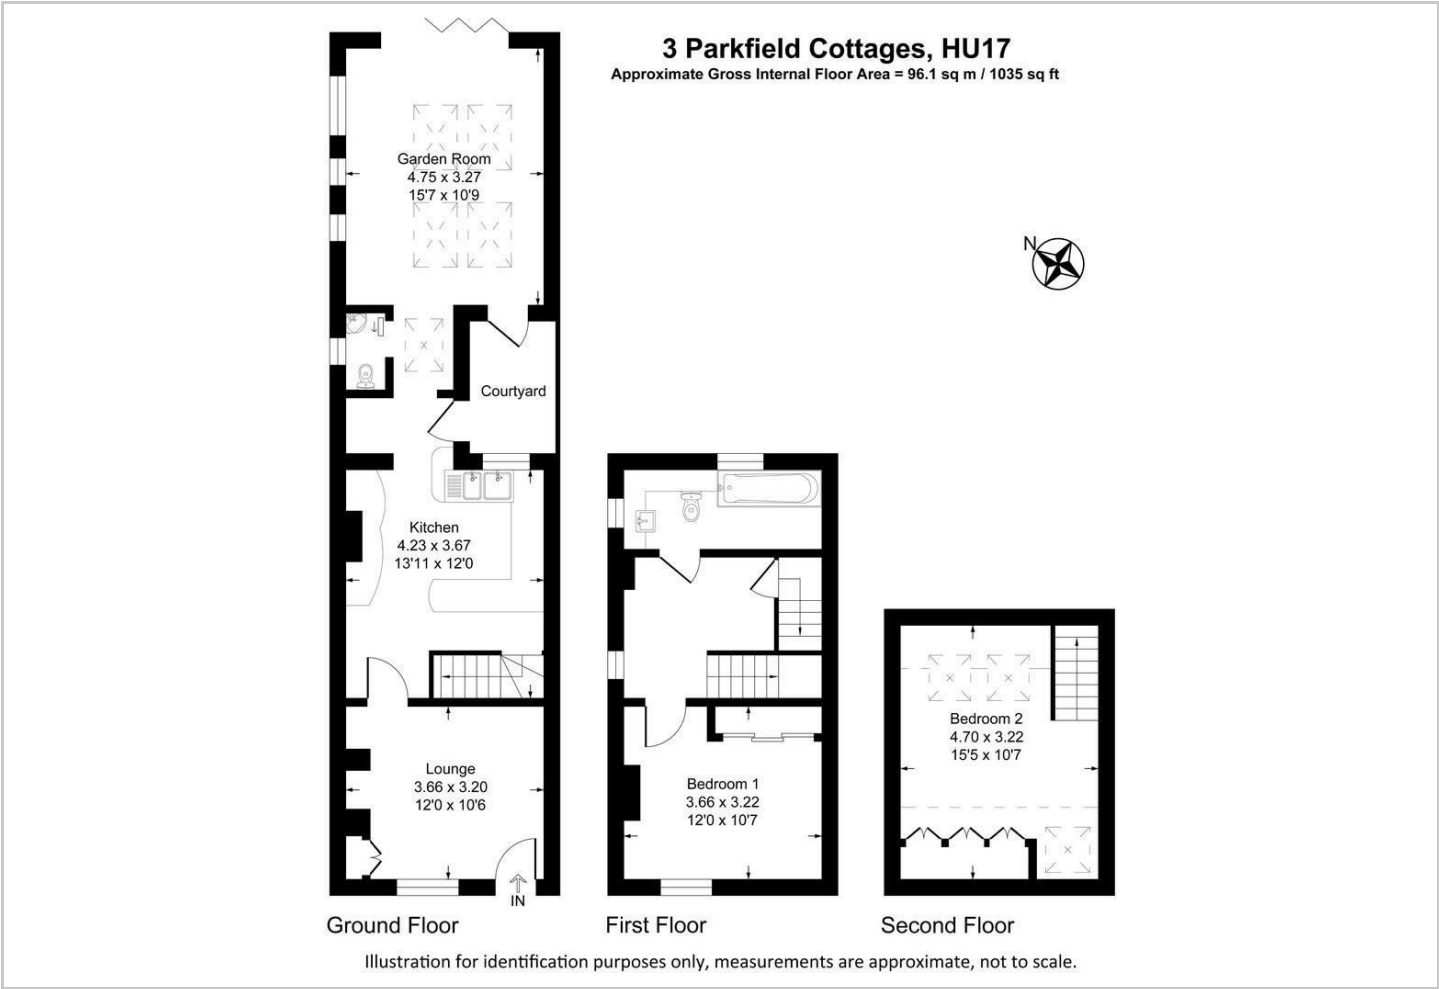 3 Parkfield Cottages, HU17
Approximate Gross Internal Floor Area = 96.1 sq m / 1035 sq ft
Garden Room
4.75 x 3.27
15'7 x 10'9
N
Courtyard
Kitchen
4.23 x 3.67
13'11 x 12'0
Lounge
3.66 x 3.20
12'0 x 10'6
IN
Ground Floor
Bedroom 1
3.66 x 3.22
12'0 x 10'7
First Floor
Bedroom 2
4.70 x 3.22
15'5 x 10'7
Second Floor
Illustration for identification purposes only, measurements are approximate, not to scale.